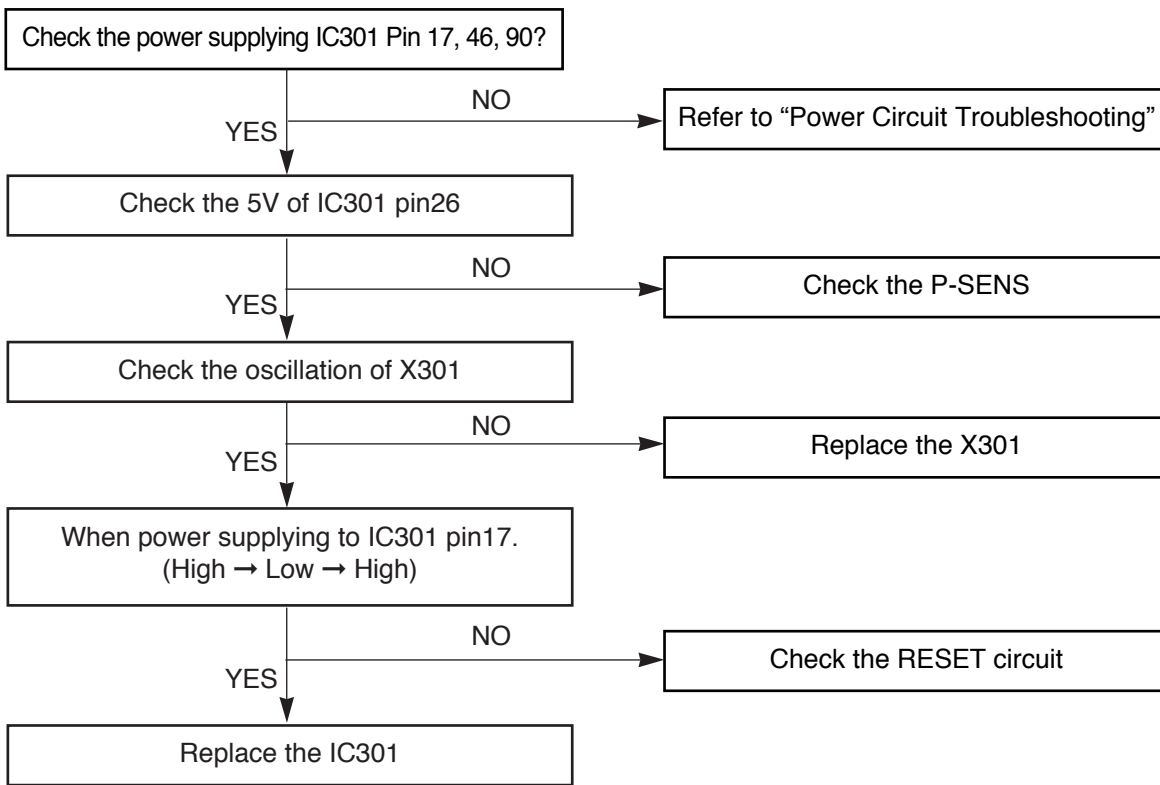 Check the power supplying IC301 Pin 17, 46, 90?
NO
Refer to “Power Circuit Troubleshooting”
YES
Check the 5V of IC301 pin26
NO
Check the P-SENS
YES
Check the oscillation of X301
NO
Replace the X301
YES
When power supplying to IC301 pin17.
(High → Low → High)
NO
Check the RESET circuit
YES
Replace the IC301